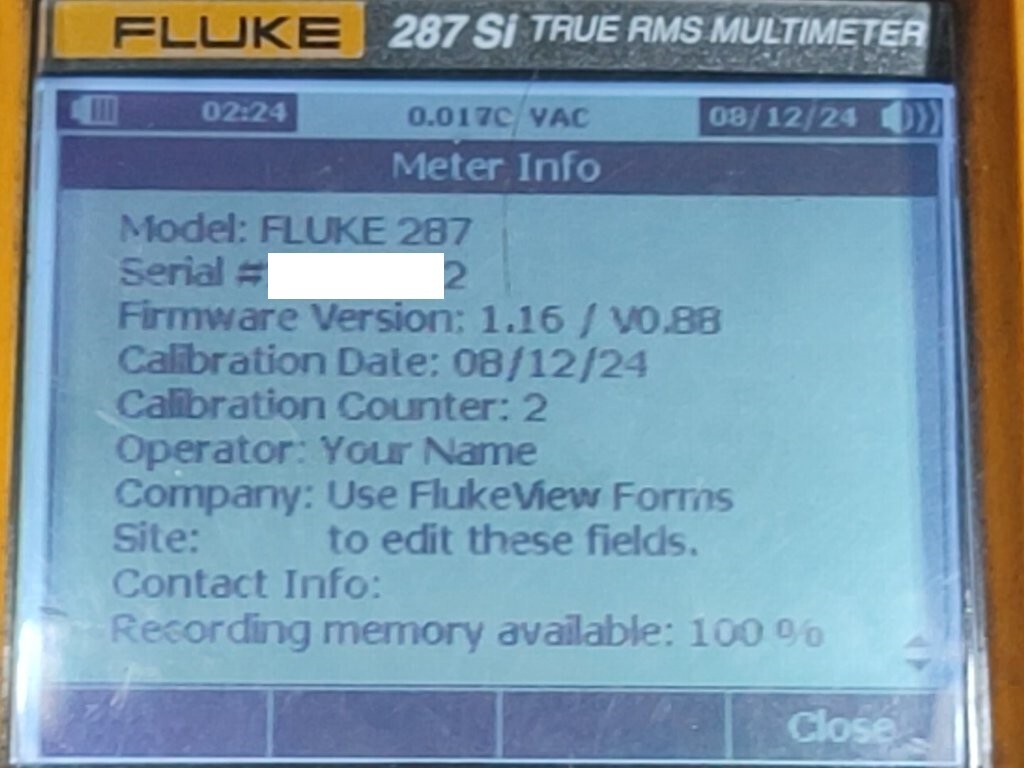 FLUKE 287 Si TRUE RMS MULTIMETER
02:24 0.017C VAC 08/12/24
Meter Info
Model: FLUKE 287
Serial # 2
Firmware Version: 1.16 / V0.88
Calibration Date: 08/12/24
Calibration Counter: 2
Operator: Your Name
Company: Use FlukeView Forms
Site: to edit these fields.
Contact Info:
Recording memory available: 100 %
Close